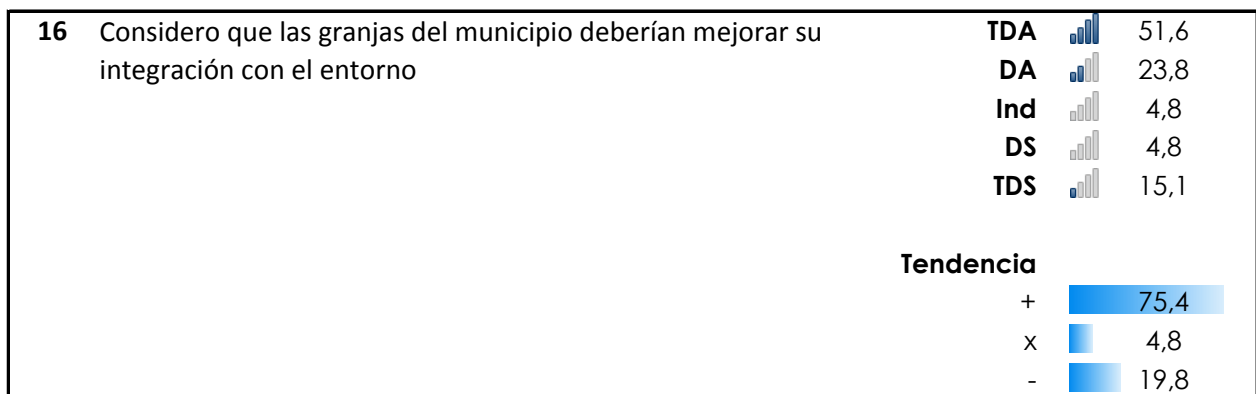 16 Considero que las granjas del municipio deberían mejorar su TDA 51,6
integración con el entorno DA 23,8
Ind 4,8
DS 4,8
TDS 15,1
Tendencia
+ 75,4
x 4,8
- 19,8